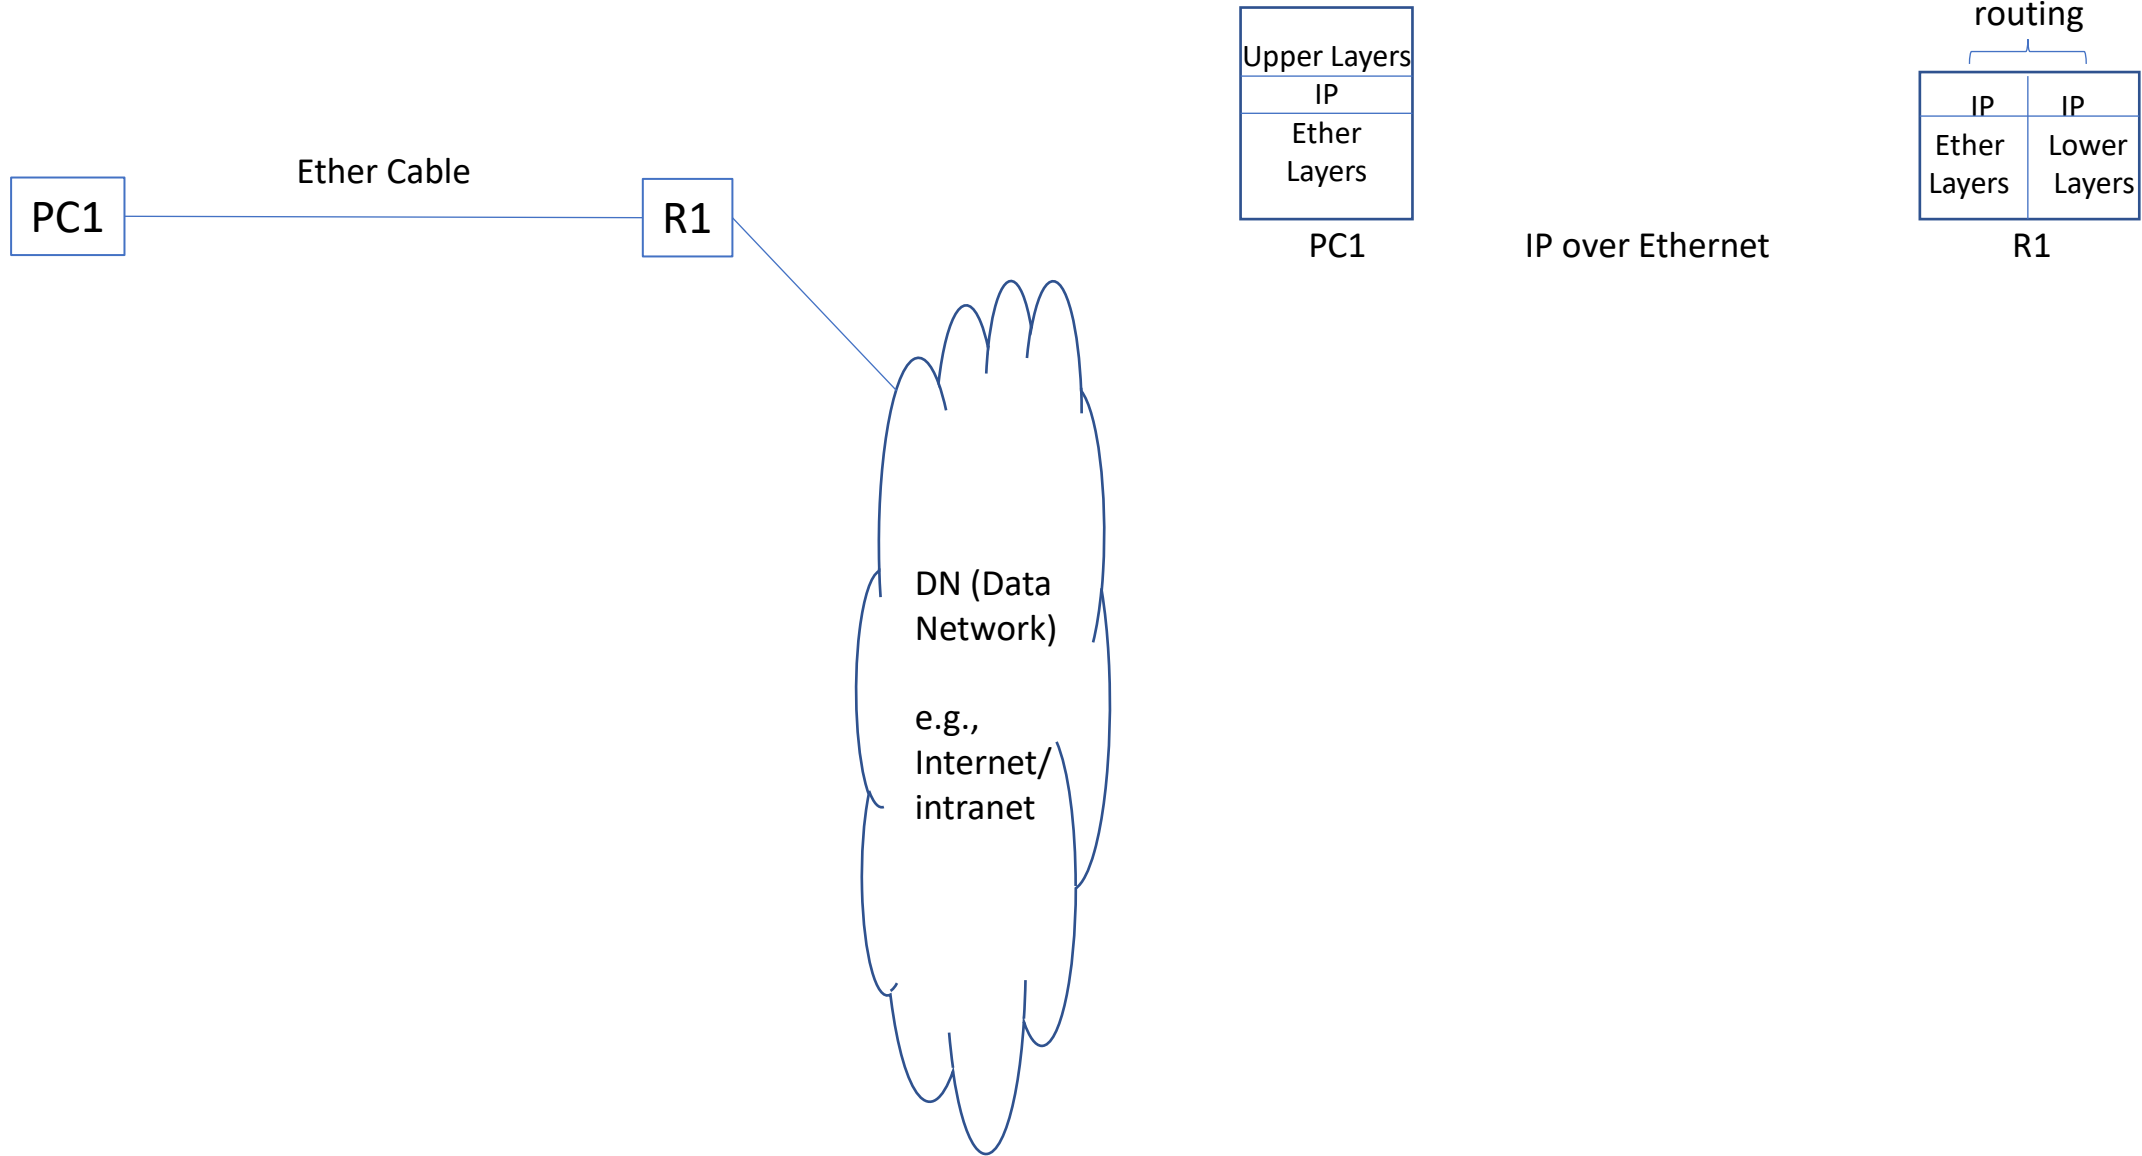 Ether Cable
PC1
R1
DN (Data
Network)
e.g.,
Internet/
intranet
Upper Layers
IP
Ether
Layers
PC1
IP over Ethernet
routing
IP
IP
Ether
Layers
Lower
Layers
R1